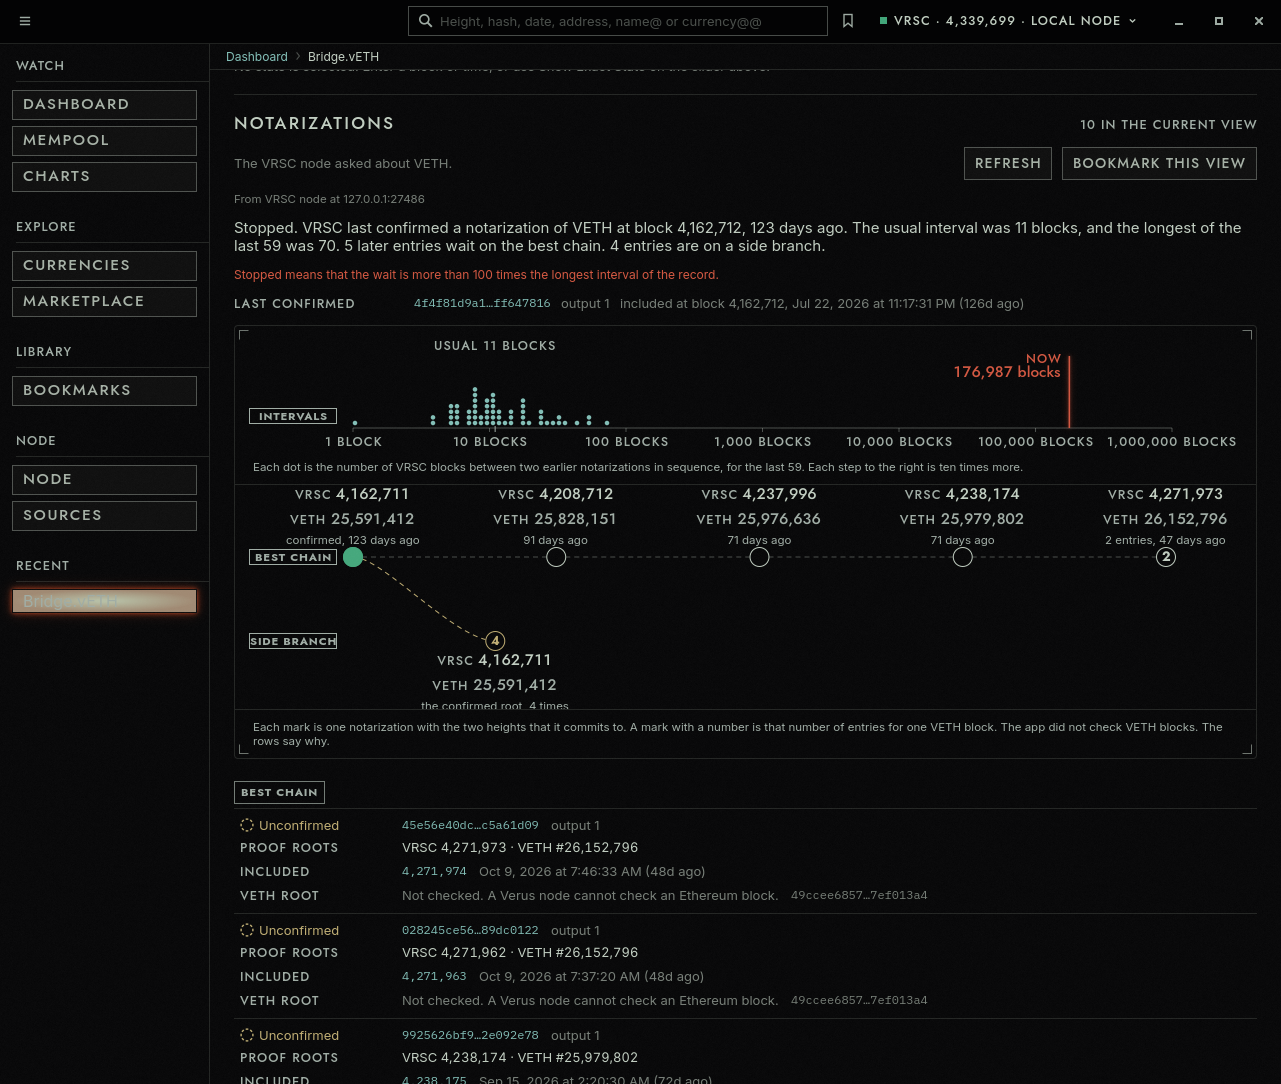 Height, hash, date, address, name@ or currency@@
VRSC · 4,339,699 · LOCAL NODE
WATCH
DASHBOARD
MEMPOOL
CHARTS
EXPLORE
CURRENCIES
MARKETPLACE
LIBRARY
BOOKMARKS
NODE
NODE
SOURCES
RECENT
Bridge.vETH
Dashboard › Bridge.vETH
NOTARIZATIONS
10 IN THE CURRENT VIEW
The VRSC node asked about VETH.
REFRESH
BOOKMARK THIS VIEW
From VRSC node at 127.0.0.1:27486
Stopped. VRSC last confirmed a notarization of VETH at block 4,162,712, 123 days ago. The usual interval was 11 blocks, and the longest of the
last 59 was 70. 5 later entries wait on the best chain. 4 entries are on a side branch.
Stopped means that the wait is more than 100 times the longest interval of the record.
LAST CONFIRMED 4f4f81d9a1…ff647816 output 1 included at block 4,162,712, Jul 22, 2026 at 11:17:31 PM (126d ago)
USUAL 11 BLOCKS
NOW
176,987 blocks
INTERVALS
1 BLOCK 10 BLOCKS 100 BLOCKS 1,000 BLOCKS 10,000 BLOCKS 100,000 BLOCKS 1,000,000 BLOCKS
Each dot is the number of VRSC blocks between two earlier notarizations in sequence, for the last 59. Each step to the right is ten times more.
VRSC 4,162,711 VRSC 4,208,712 VRSC 4,237,996 VRSC 4,238,174 VRSC 4,271,973
VETH 25,591,412 VETH 25,828,151 VETH 25,976,636 VETH 25,979,802 VETH 26,152,796
confirmed, 123 days ago 91 days ago 71 days ago 71 days ago 2 entries, 47 days ago
BEST CHAIN 2
SIDE BRANCH 4
VRSC 4,162,711
VETH 25,591,412
the confirmed root, 4 times
Each mark is one notarization with the two heights that it commits to. A mark with a number is that number of entries for one VETH block. The app did not check VETH blocks. The
rows say why.
BEST CHAIN
Unconfirmed 45e56e40dc…c5a61d09 output 1
PROOF ROOTS VRSC 4,271,973 · VETH #26,152,796
INCLUDED 4,271,974 Oct 9, 2026 at 7:46:33 AM (48d ago)
VETH ROOT Not checked. A Verus node cannot check an Ethereum block. 49ccee6857…7ef013a4
Unconfirmed 028245ce56…89dc0122 output 1
PROOF ROOTS VRSC 4,271,962 · VETH #26,152,796
INCLUDED 4,271,963 Oct 9, 2026 at 7:37:20 AM (48d ago)
VETH ROOT Not checked. A Verus node cannot check an Ethereum block. 49ccee6857…7ef013a4
Unconfirmed 9925626bf9…2e092e78 output 1
PROOF ROOTS VRSC 4,238,174 · VETH #25,979,802
INCLUDED 4,238,175 Sep 15, 2026 at 2:20:30 AM (72d ago)